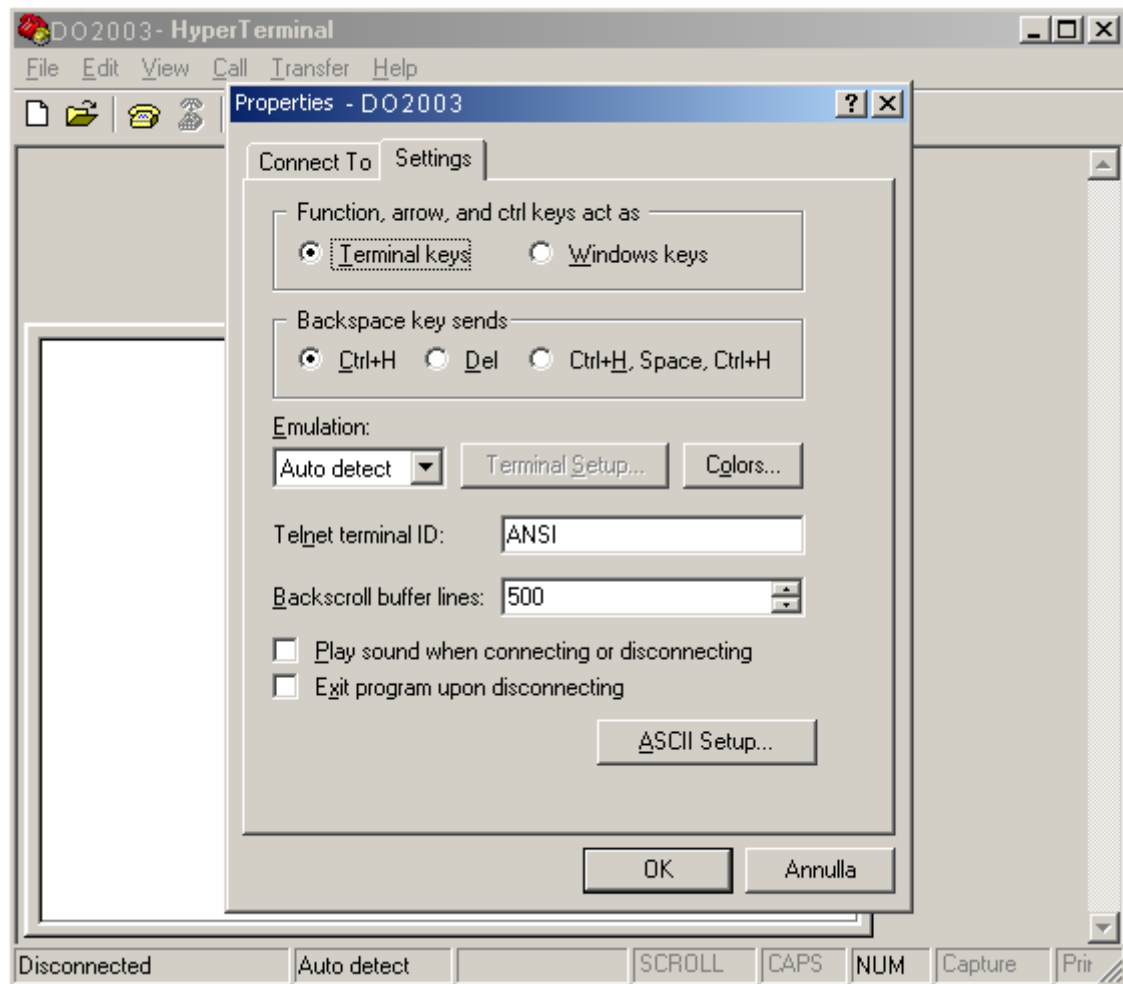 DO2003- HyperTerminal
File Edit View Call Transfer Help
Properties - DO2003
Connect To Settings
Function, arrow, and ctrl keys act as
Terminal keys Windows keys
Backspace key sends
Ctrl+H Del Ctrl+H, Space, Ctrl+H
Emulation:
Auto detect Terminal Setup... Colors...
Telnet terminal ID: ANSI
Backscroll buffer lines: 500
Play sound when connecting or disconnecting
Exit program upon disconnecting
ASCII Setup...
OK Annulla
Disconnected Auto detect SCROLL CAPS NUM Capture Prir